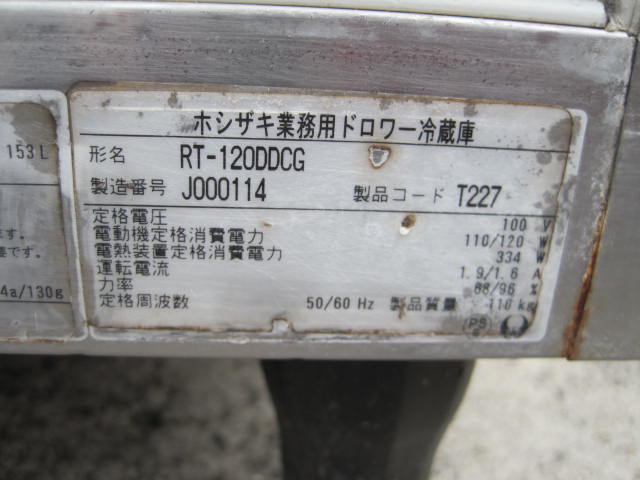 ホシザキ業務用ドロワー冷蔵庫
形名 RT-120DDCG
製造番号 J000114 製品コード T227
定格電圧 100 V
電動機定格消費電力 110/120 W
電熱装置定格消費電力 334 W
運転電流 1.9/1.6 A
力率 /96 %
定格周波数 50/60 Hz 製品質量 110 kg
PS
153 L
ます。
要です。
4a/130g